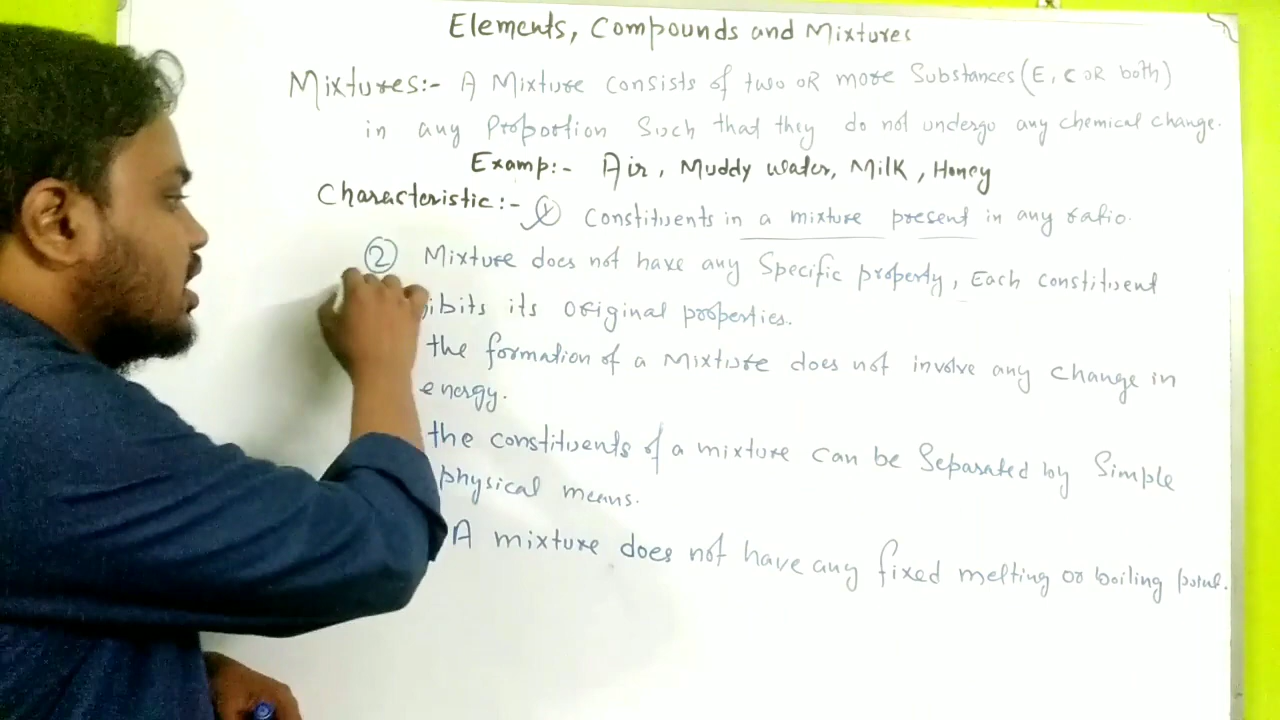 Elements, Compounds and Mixtures
Mixtures:- A Mixture consists of two OR more Substances (E, C OR both)
in any Proportion Such that they do not undergo any chemical change.
Examp:- Air, Muddy water, Milk, Honey
Characteristic:- 1 Constituents in a mixture present in any ratio.
2 Mixture does not have any Specific property, Each constituent
ibits its original properties.
the formation of a Mixture does not involve any change in
energy.
the constituents of a mixture can be Separated by Simple
physical means.
A mixture does not have any fixed melting or boiling point.